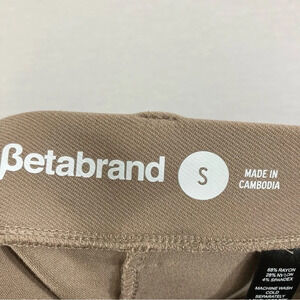 βetabrand
S
MADE IN
CAMBODIA
68% RAYON
28% NYLON
4% SPANDEX
MACHINE WASH
COLD
SEPARATELY